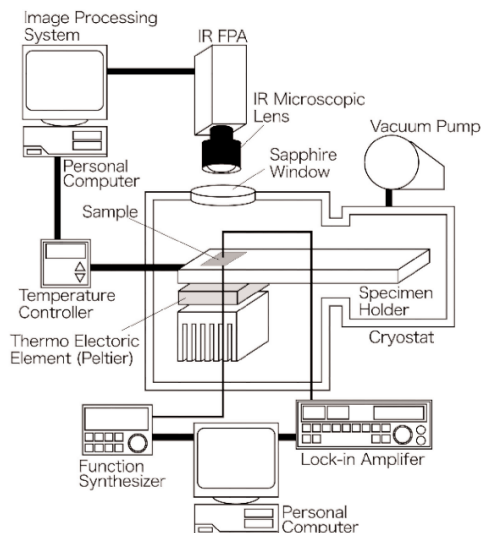 Image Processing
System
IR FPA
IR Microscopic
Lens
Vacuum Pump
Personal
Computer
Sapphire
Window
Sample
Temperature
Controller
Specimen
Holder
Thermo Electoric
Element (Peltier)
Cryostat
Function
Synthesizer
Lock-in Amplifer
Personal
Computer